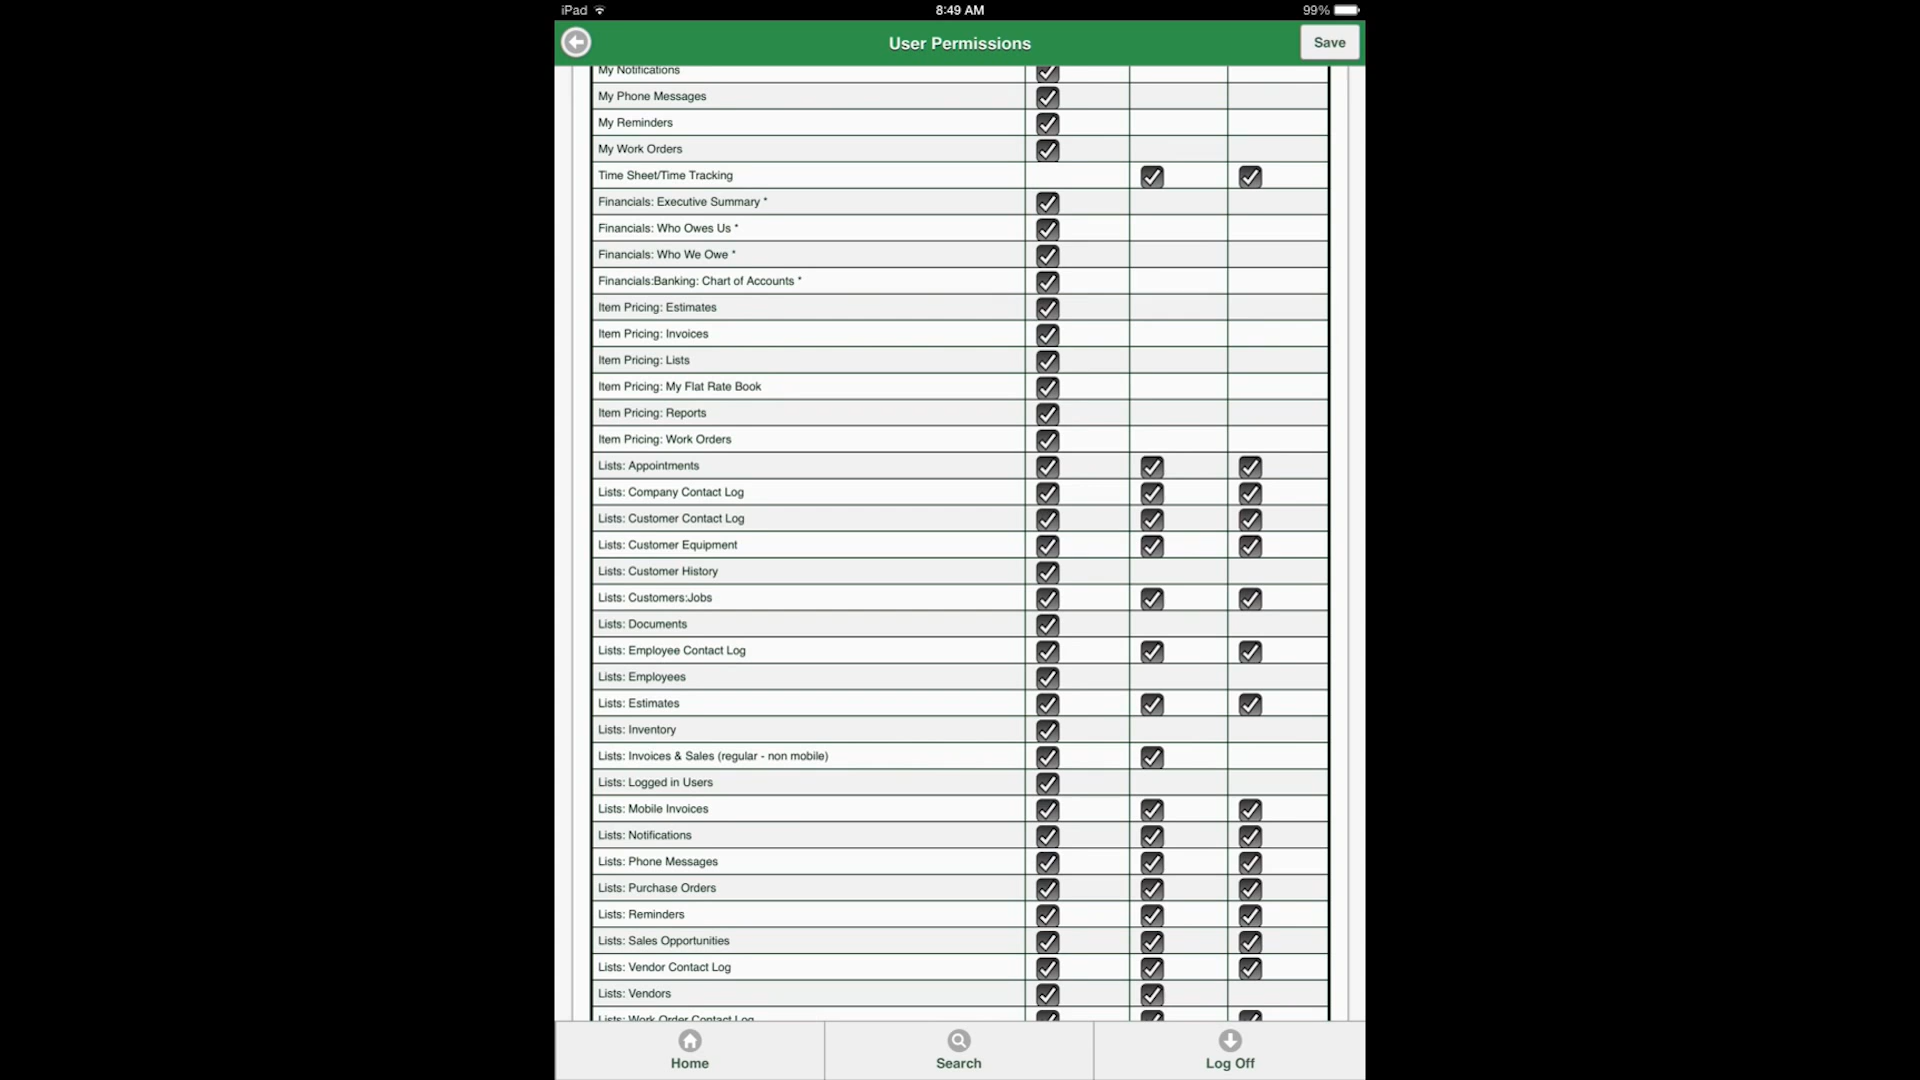 iPad 8:49 AM 99%
User Permissions Save
My Notifications
My Phone Messages
My Reminders
My Work Orders
Time Sheet/Time Tracking
Financials: Executive Summary *
Financials: Who Owes Us *
Financials: Who We Owe *
Financials:Banking: Chart of Accounts *
Item Pricing: Estimates
Item Pricing: Invoices
Item Pricing: Lists
Item Pricing: My Flat Rate Book
Item Pricing: Reports
Item Pricing: Work Orders
Lists: Appointments
Lists: Company Contact Log
Lists: Customer Contact Log
Lists: Customer Equipment
Lists: Customer History
Lists: Customers:Jobs
Lists: Documents
Lists: Employee Contact Log
Lists: Employees
Lists: Estimates
Lists: Inventory
Lists: Invoices & Sales (regular - non mobile)
Lists: Logged in Users
Lists: Mobile Invoices
Lists: Notifications
Lists: Phone Messages
Lists: Purchase Orders
Lists: Reminders
Lists: Sales Opportunities
Lists: Vendor Contact Log
Lists: Vendors
Lists: Work Order Contact Log
Home Search Log Off